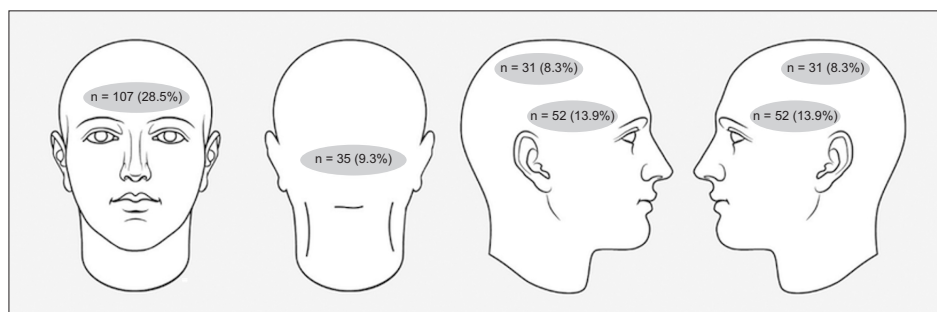 n = 107 (28.5%)
n = 35 (9.3%)
n = 31 (8.3%)
n = 52 (13.9%)
n = 31 (8.3%)
n = 52 (13.9%)